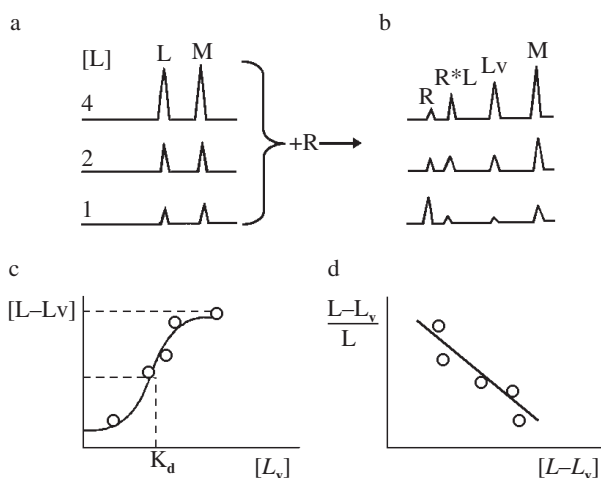 a
[L]
L M
4
2
1
+R
b
R R*L Lv M
c
[L–Lv]
Kd
[Lv]
d
L–Lv
L
[L–Lv]